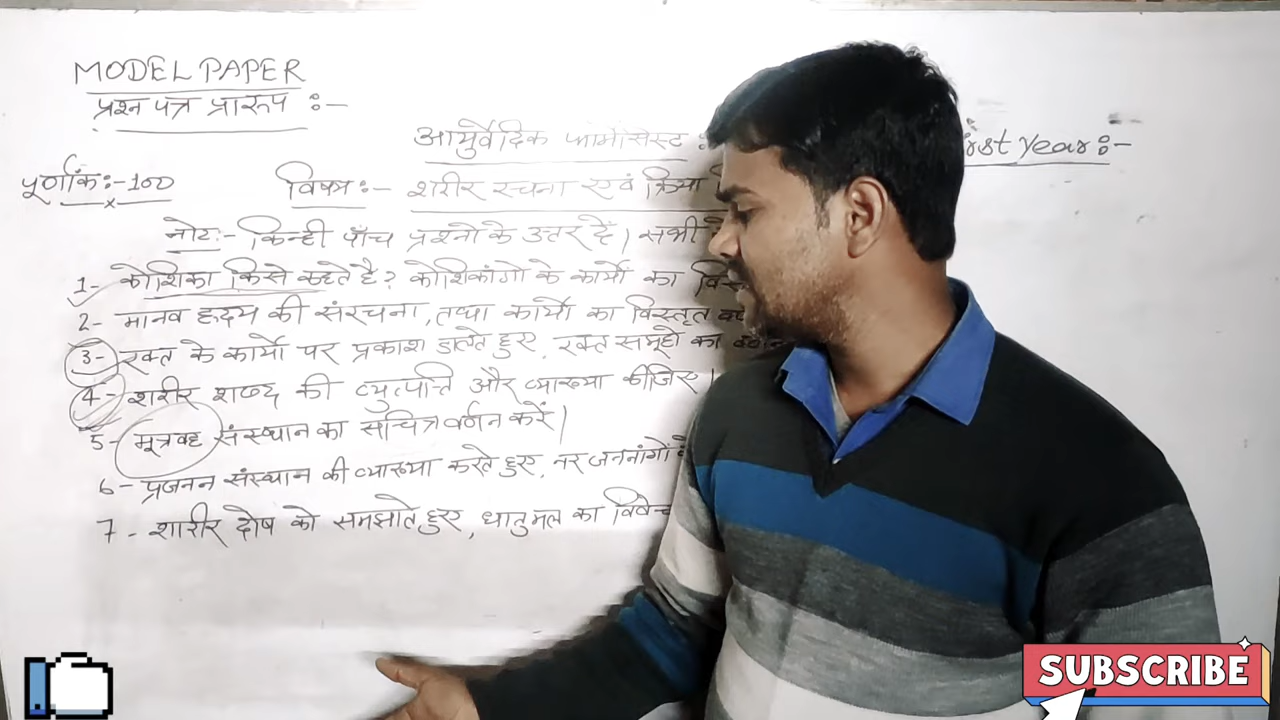 MODEL PAPER
प्रश्न पत्र प्रारूप :-
आयुर्वेदिक फार्मासिस्ट : rst year :-
पूर्णांक :- 100 विषय :- शरीर रचना एवं क्रिया
नोट :- किन्ही पाँच प्रश्नो के उत्तर दें। सभी
1- कोशिका किसे कहते है? कोशिकांगो के कार्यो का
2- मानव हृदय की संरचना, तथा कार्यो का विस्तृत
3- रक्त के कार्यो पर प्रकाश डालते हुए, रक्त समूहो का
4- शरीर शब्द की व्युत्पत्ति और व्याख्या कीजिए।
5- मूत्रवह संस्थान का सचित्र वर्णन करें।
6- प्रजनन संस्थान की व्याख्या करते हुए, नर जननांगों
7- शारीर दोष को समझाते हुए, धातु मल का
SUBSCRIBE